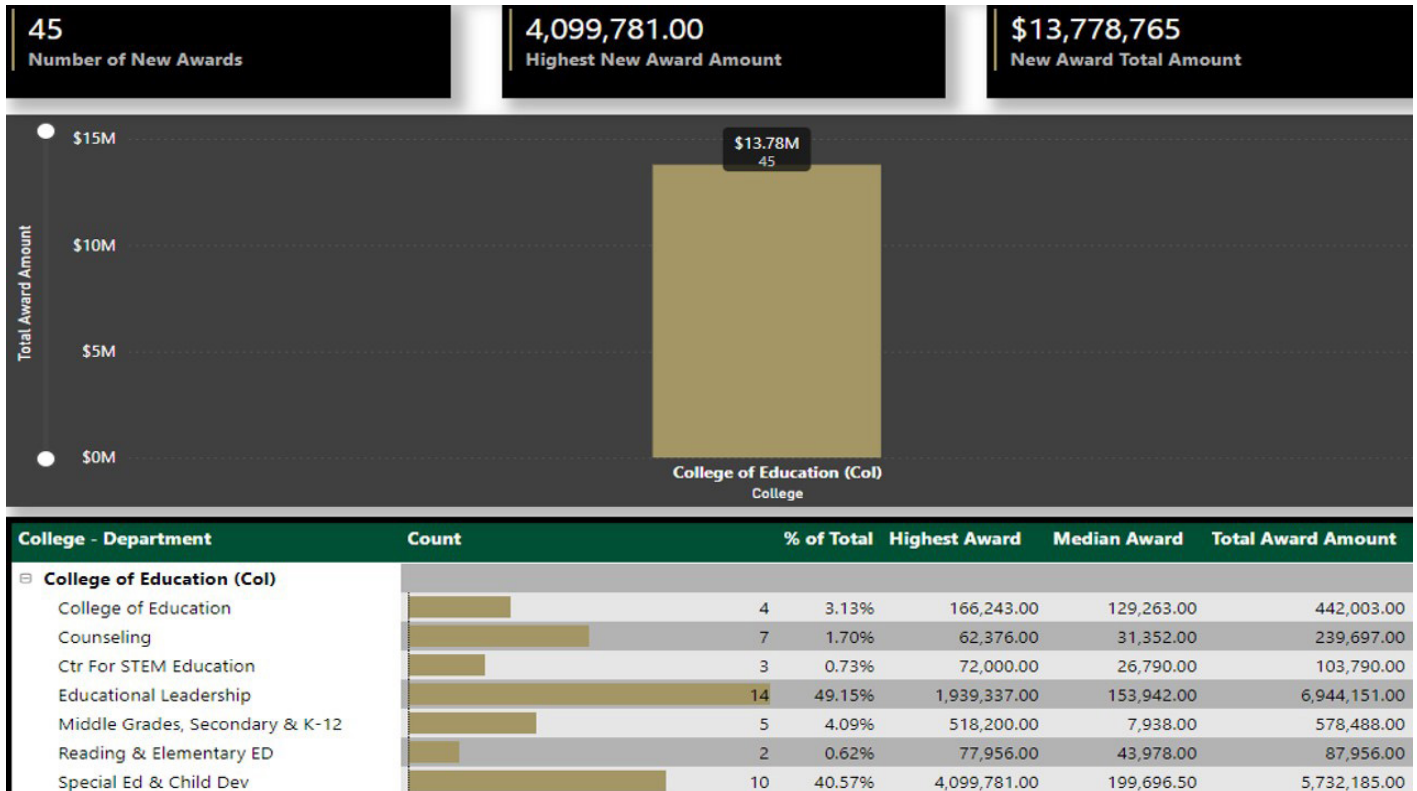 45
Number of New Awards
4,099,781.00
Highest New Award Amount
$13,778,765
New Award Total Amount
Total Award Amount
$15M
$10M
$5M
$0M
$13.78M
45
College of Education (Col)
College
College - Department Count % of Total Highest Award Median Award Total Award Amount
College of Education (Col)
College of Education 4 3.13% 166,243.00 129,263.00 442,003.00
Counseling 7 1.70% 62,376.00 31,352.00 239,697.00
Ctr For STEM Education 3 0.73% 72,000.00 26,790.00 103,790.00
Educational Leadership 14 49.15% 1,939,337.00 153,942.00 6,944,151.00
Middle Grades, Secondary & K-12 5 4.09% 518,200.00 7,938.00 578,488.00
Reading & Elementary ED 2 0.62% 77,956.00 43,978.00 87,956.00
Special Ed & Child Dev 10 40.57% 4,099,781.00 199,696.50 5,732,185.00